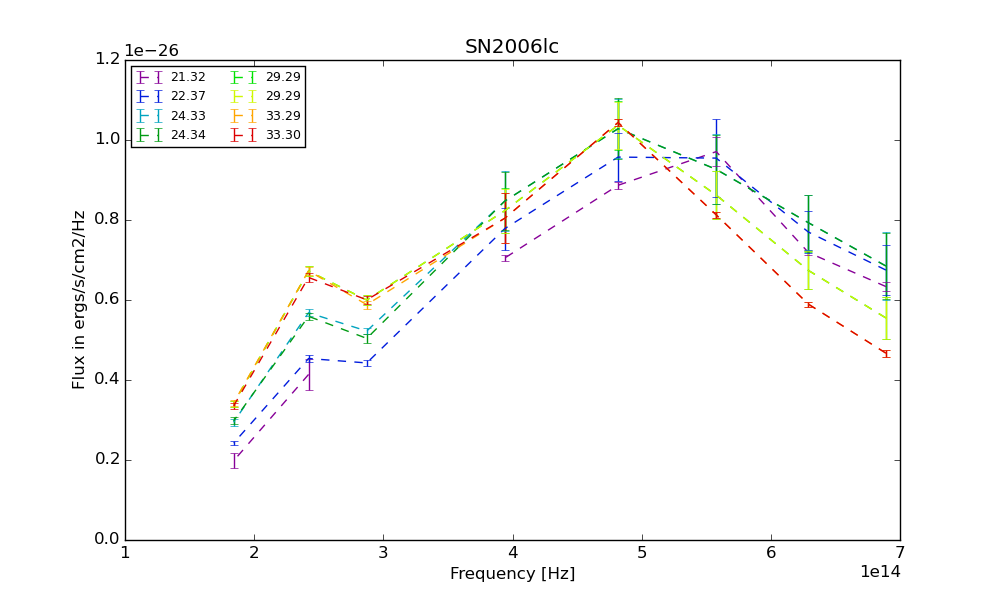 SN2006lc
1e−26
1.2
1.0
0.8
0.6
0.4
0.2
0.0
Flux in ergs/s/cm2/Hz
21.32 29.29
22.37 29.29
24.33 33.29
24.34 33.30
1 2 3 4 5 6 7
1e14
Frequency [Hz]